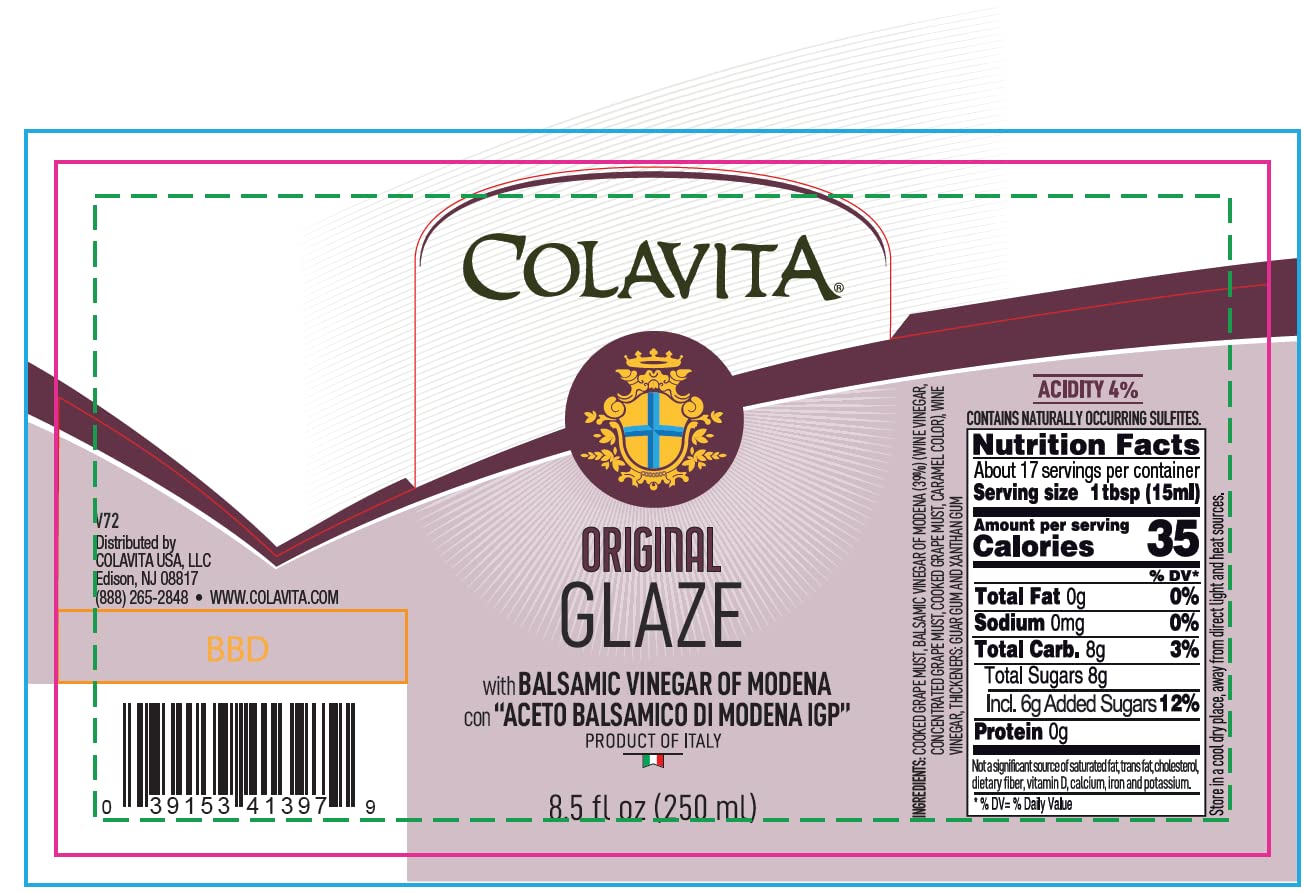 COLAVITA®
ORIGINAL
GLAZE
with BALSAMIC VINEGAR OF MODENA
con “ACETO BALSAMICO DI MODENA IGP”
PRODUCT OF ITALY
8.5 fl oz (250 ml)
V72
Distributed by
COLAVITA USA, LLC
Edison, NJ 08817
(888) 265-2848 • WWW.COLAVITA.COM
BBD
0 39153 41397 9
INGREDIENTS: COOKED GRAPE MUST, BALSAMIC VINEGAR OF MODENA (39%) (WINE VINEGAR,
CONCENTRATED GRAPE MUST, COOKED GRAPE MUST, CARAMEL COLOR), WINE
VINEGAR, THICKENERS: GUAR GUM AND XANTHAN GUM
ACIDITY 4%
CONTAINS NATURALLY OCCURRING SULFITES.
Nutrition Facts
About 17 servings per container
Serving size 1 tbsp (15ml)
Amount per serving
Calories 35
% DV*
Total Fat 0g 0%
Sodium 0mg 0%
Total Carb. 8g 3%
Total Sugars 8g
Incl. 6g Added Sugars 12%
Protein 0g
Not a significant source of saturated fat, trans fat, cholesterol,
dietary fiber, vitamin D, calcium, iron and potassium.
* % DV= % Daily Value
Store in a cool dry place, away from direct light and heat sources.